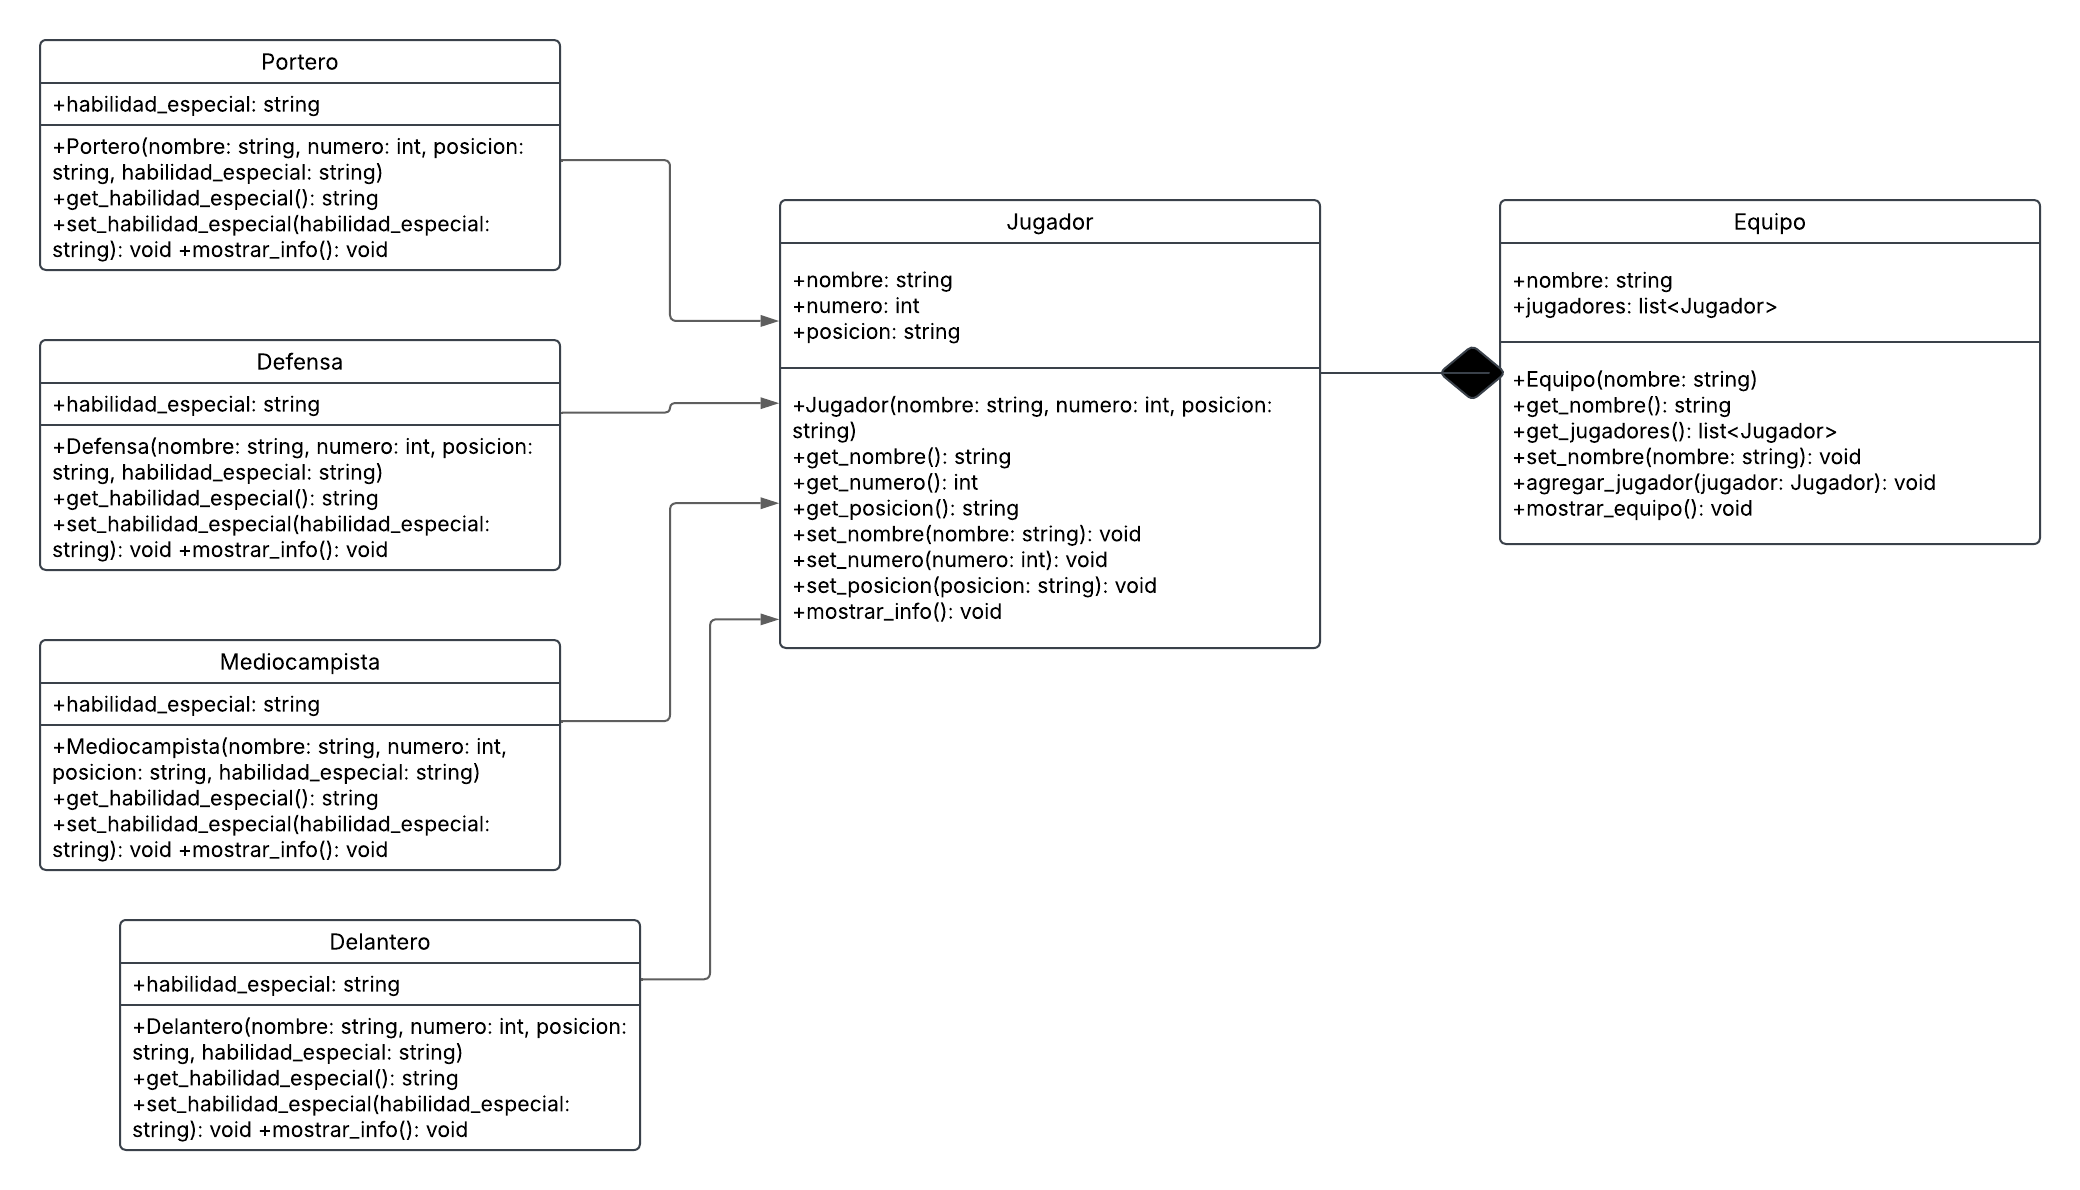 Portero
+habilidad_especial: string
+Portero(nombre: string, numero: int, posicion:
string, habilidad_especial: string)
+get_habilidad_especial(): string
+set_habilidad_especial(habilidad_especial:
string): void +mostrar_info(): void
Defensa
+habilidad_especial: string
+Defensa(nombre: string, numero: int, posicion:
string, habilidad_especial: string)
+get_habilidad_especial(): string
+set_habilidad_especial(habilidad_especial:
string): void +mostrar_info(): void
Mediocampista
+habilidad_especial: string
+Mediocampista(nombre: string, numero: int,
posicion: string, habilidad_especial: string)
+get_habilidad_especial(): string
+set_habilidad_especial(habilidad_especial:
string): void +mostrar_info(): void
Delantero
+habilidad_especial: string
+Delantero(nombre: string, numero: int, posicion:
string, habilidad_especial: string)
+get_habilidad_especial(): string
+set_habilidad_especial(habilidad_especial:
string): void +mostrar_info(): void
Jugador
+nombre: string
+numero: int
+posicion: string
+Jugador(nombre: string, numero: int, posicion:
string)
+get_nombre(): string
+get_numero(): int
+get_posicion(): string
+set_nombre(nombre: string): void
+set_numero(numero: int): void
+set_posicion(posicion: string): void
+mostrar_info(): void
Equipo
+nombre: string
+jugadores: list<Jugador>
+Equipo(nombre: string)
+get_nombre(): string
+get_jugadores(): list<Jugador>
+set_nombre(nombre: string): void
+agregar_jugador(jugador: Jugador): void
+mostrar_equipo(): void